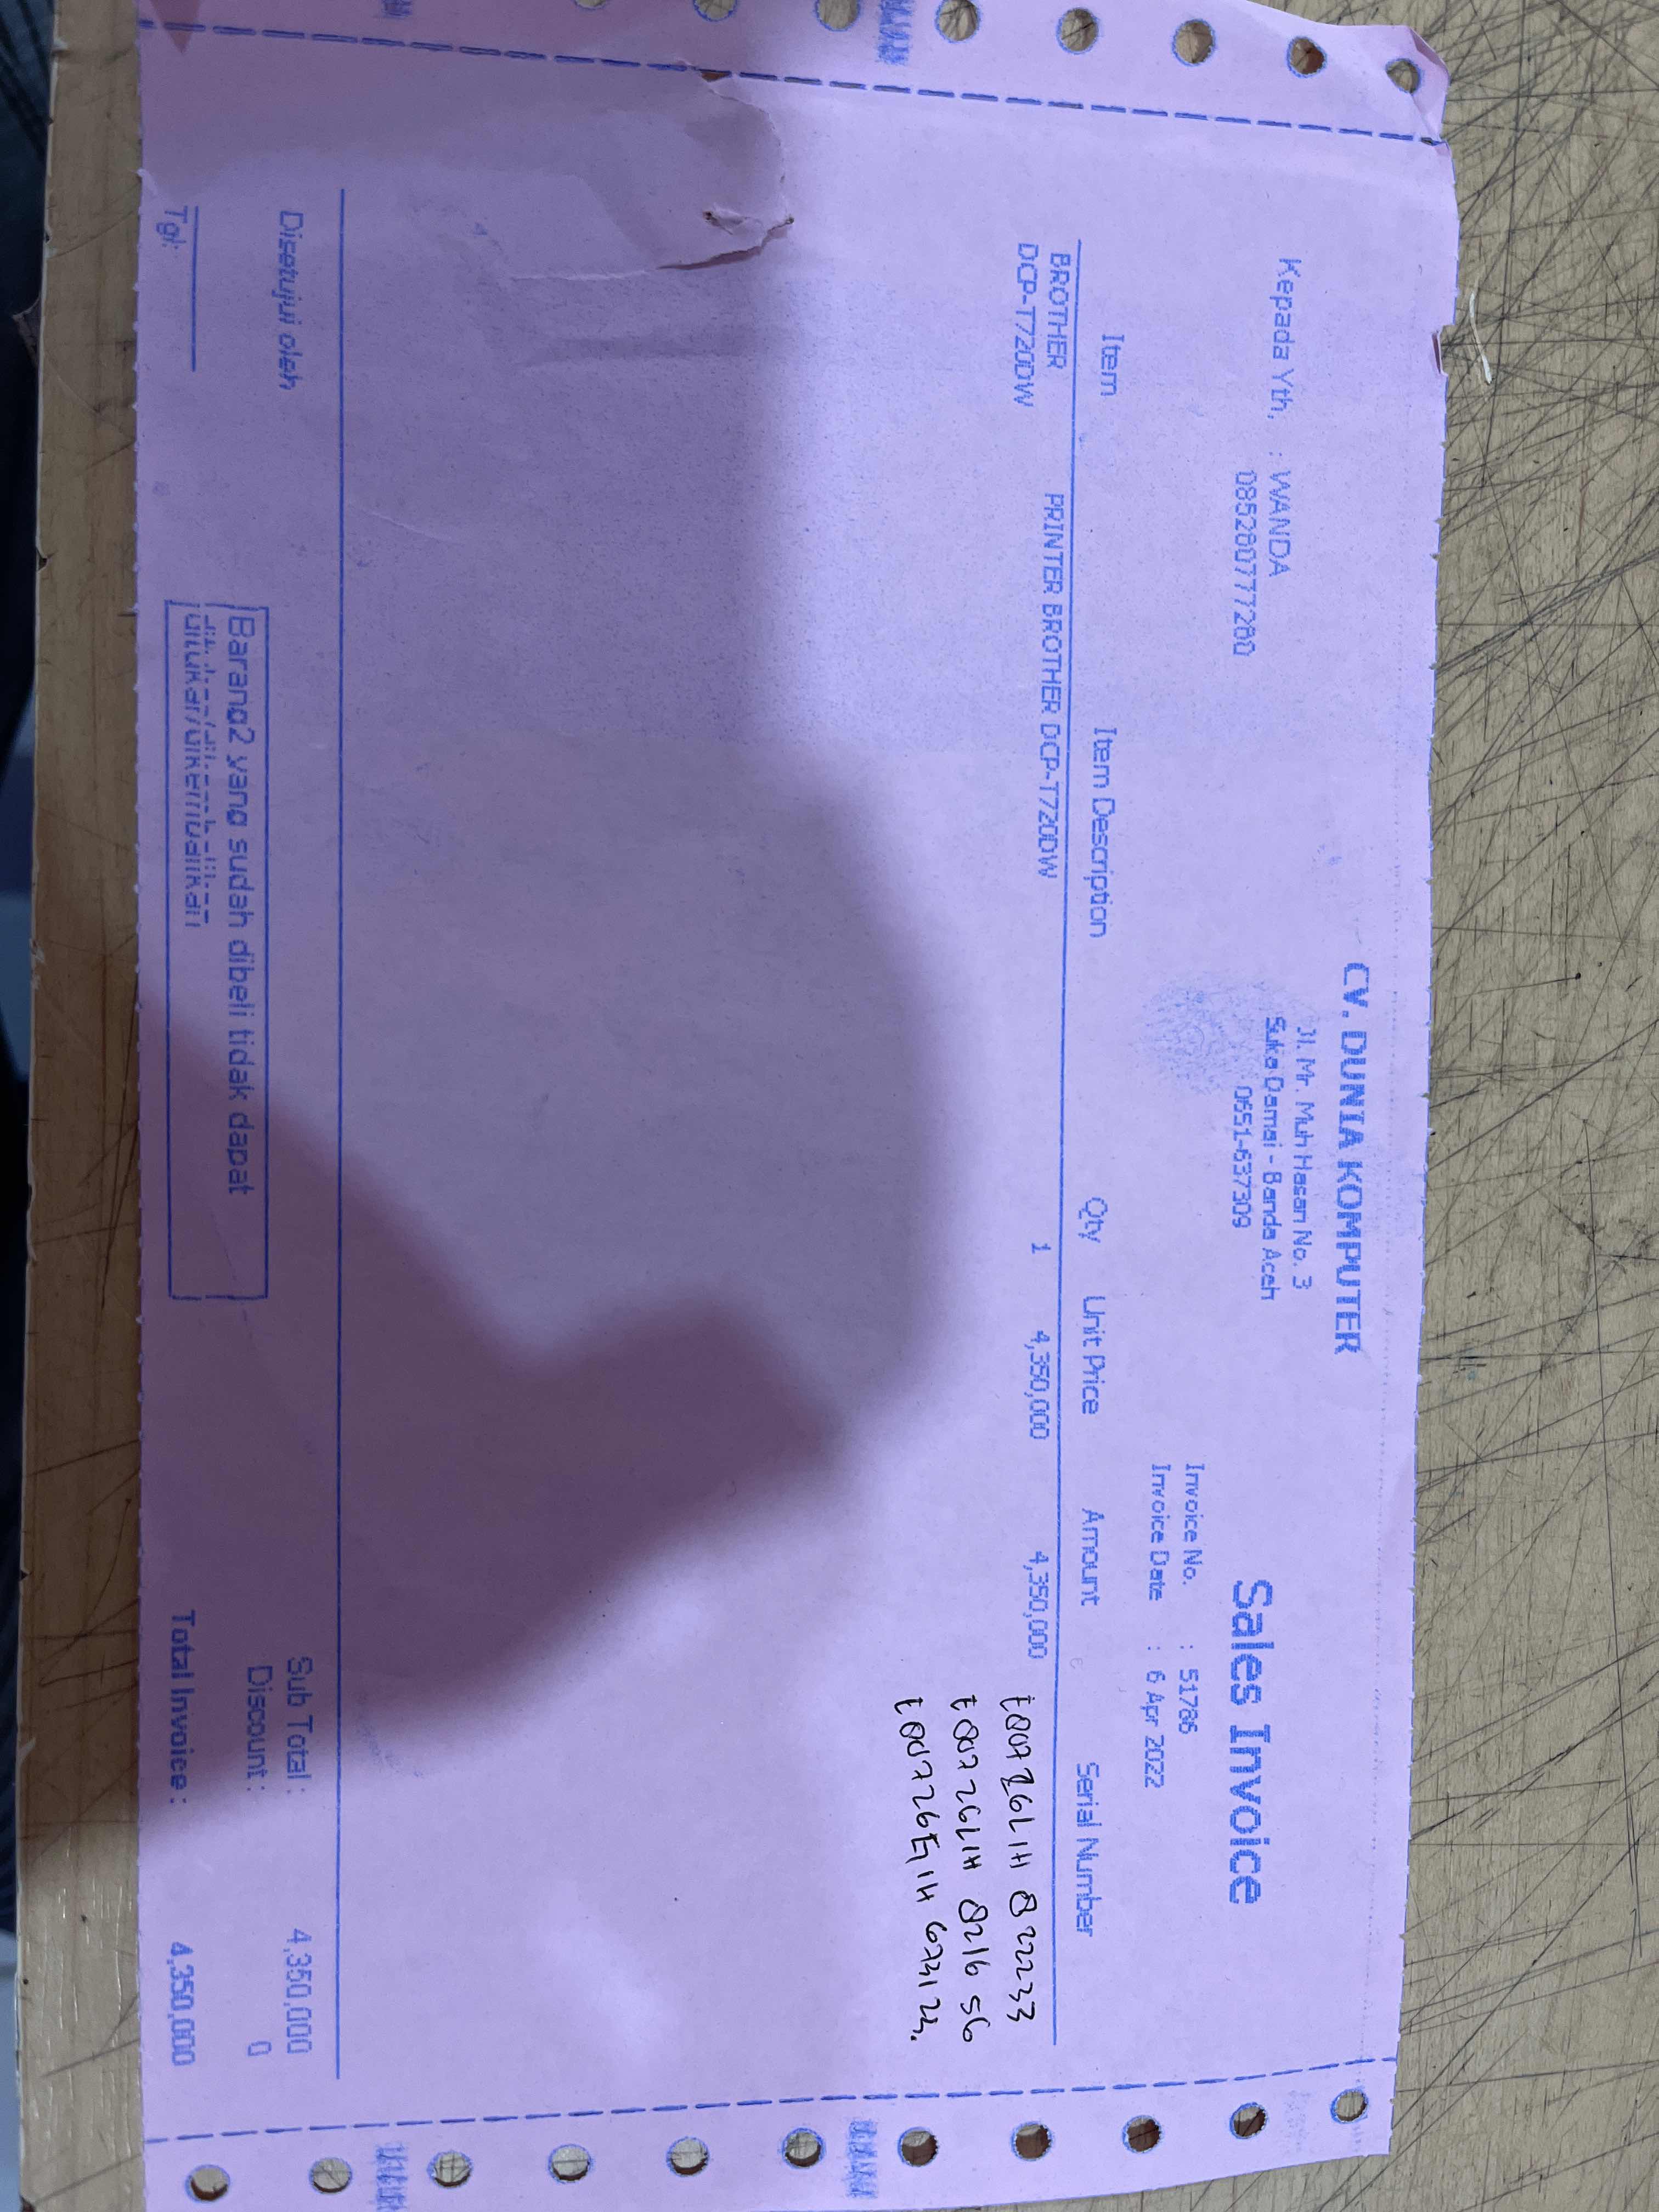 CV. DUNIA KOMPUTER
Jl. Mr. Muh Hasan No. 3
Suka Damai - Banda Aceh
0651-637309
Sales Invoice
Kepada Yth, : WANDA
085280777280
Invoice No. : 51786
Invoice Date : 6 Apr 2022
Item Item Description Qty Unit Price Amount Serial Number
BROTHER PRINTER BROTHER DCP-T720DW 1 4,350,000 4,350,000
DCP-T720DW
Disetujui oleh
Tgl:
Barang2 yang sudah dibeli tidak dapat
ditukar/dikembalikan
Sub Total : 4,350,000
Discount : 0
Total Invoice : 4,350,000